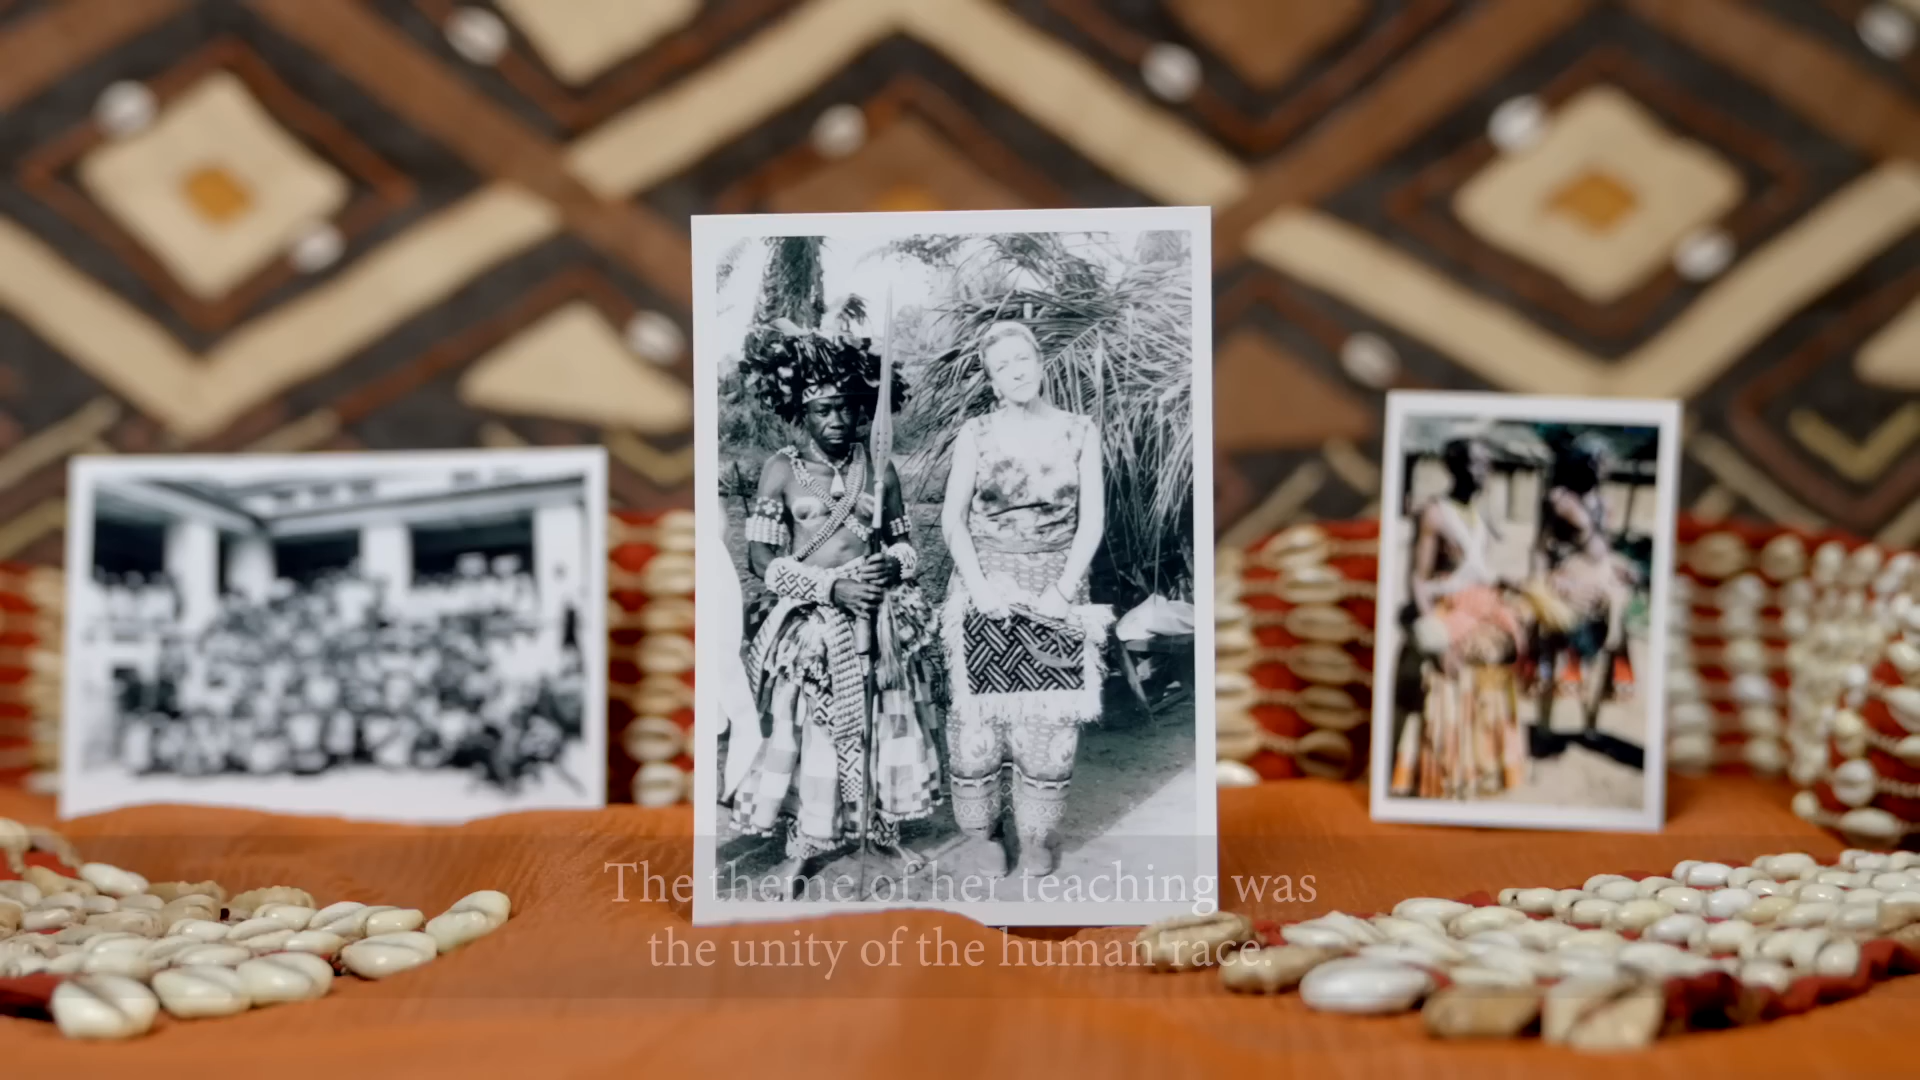 The theme of her teaching was
the unity of the human race.